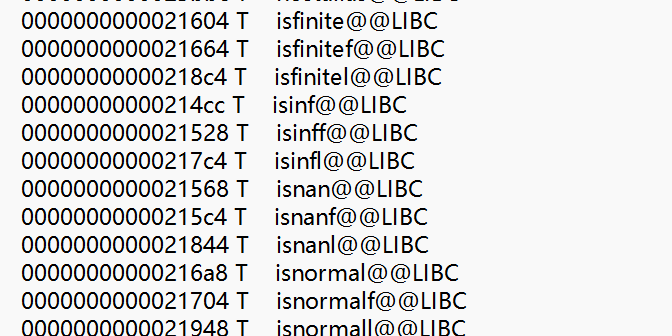 0000000000021604 T isfinite@@LIBC
0000000000021664 T isfinitef@@LIBC
00000000000218c4 T isfinitel@@LIBC
00000000000214cc T isinf@@LIBC
0000000000021528 T isinff@@LIBC
00000000000217c4 T isinfl@@LIBC
0000000000021568 T isnan@@LIBC
00000000000215c4 T isnanf@@LIBC
0000000000021844 T isnanl@@LIBC
00000000000216a8 T isnormal@@LIBC
0000000000021704 T isnormalf@@LIBC
0000000000021948 T isnormall@@LIBC